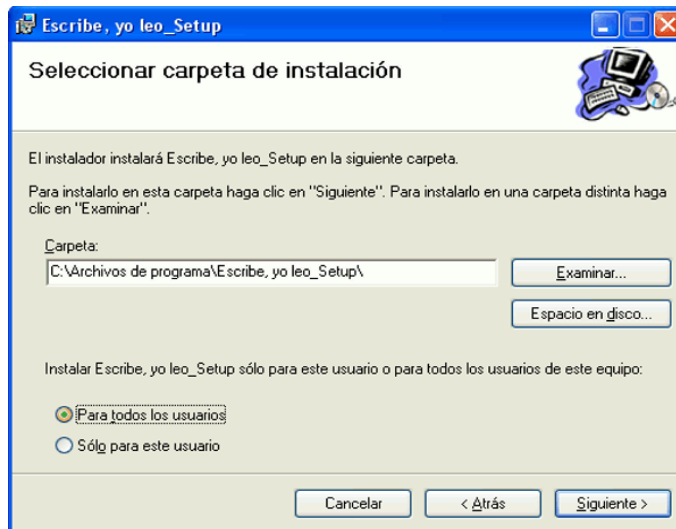 Escribe, yo leo_Setup
Seleccionar carpeta de instalación
El instalador instalará Escribe, yo leo_Setup en la siguiente carpeta.
Para instalarlo en esta carpeta haga clic en "Siguiente". Para instalarlo en una carpeta distinta haga
clic en "Examinar".
Carpeta:
C:\Archivos de programa\Escribe, yo leo_Setup\
Examinar...
Espacio en disco...
Instalar Escribe, yo leo_Setup sólo para este usuario o para todos los usuarios de este equipo:
Para todos los usuarios
Sólo para este usuario
Cancelar
< Atrás
Siguiente >